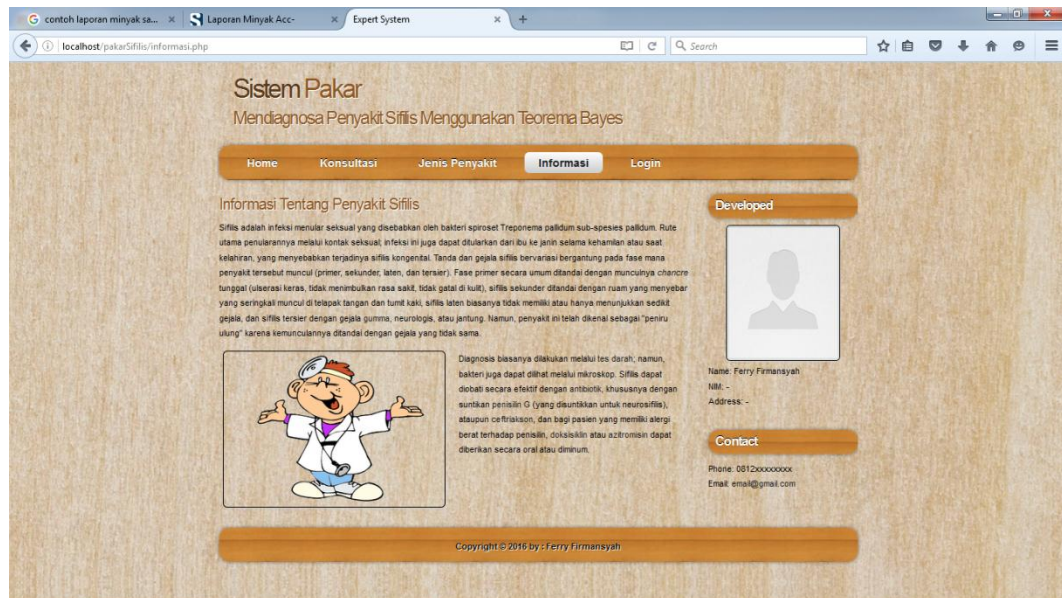 contoh laporan minyak sa...
Laporan Minyak Acc-
Expert System
localhost/pakarSifilis/informasi.php
Search
Sistem Pakar
Mendiagnosa Penyakit Sifilis Menggunakan Teorema Bayes
Home Konsultasi Jenis Penyakit Informasi Login
Informasi Tentang Penyakit Sifilis
Sifilis adalah infeksi menular seksual yang disebabkan oleh bakteri spiroset Treponema pallidum sub-spesies pallidum. Rute
utama penularannya melalui kontak seksual; infeksi ini juga dapat ditularkan dari ibu ke janin selama kehamilan atau saat
kelahiran, yang menyebabkan terjadinya sifilis kongenital. Tanda dan gejala sifilis bervariasi bergantung pada fase mana
penyakit tersebut muncul (primer, sekunder, laten, dan tersier). Fase primer secara umum ditandai dengan munculnya chancre
tunggal (ulserasi keras, tidak menimbulkan rasa sakit, tidak gatal di kulit), sifilis sekunder ditandai dengan ruam yang menyebar
yang seringkali muncul di telapak tangan dan tumit kaki, sifilis laten biasanya tidak memiliki atau hanya menunjukkan sedikit
gejala, dan sifilis tersier dengan gejala gumma, neurologis, atau jantung. Namun, penyakit ini telah dikenal sebagai "peniru
ulung" karena kemunculannya ditandai dengan gejala yang tidak sama.
Diagnosis biasanya dilakukan melalui tes darah; namun,
bakteri juga dapat dilihat melalui mikroskop. Sifilis dapat
diobati secara efektif dengan antibiotik, khususnya dengan
suntikan penisilin G (yang disuntikkan untuk neurosifilis),
ataupun ceftriakson, dan bagi pasien yang memiliki alergi
berat terhadap penisilin, doksisiklin atau azitromisin dapat
diberikan secara oral atau diminum.
Developed
Name: Ferry Firmansyah
NIM: -
Address: -
Contact
Phone: 0812xxxxxxxx
Email: email@gmail.com
Copyright © 2016 by : Ferry Firmansyah